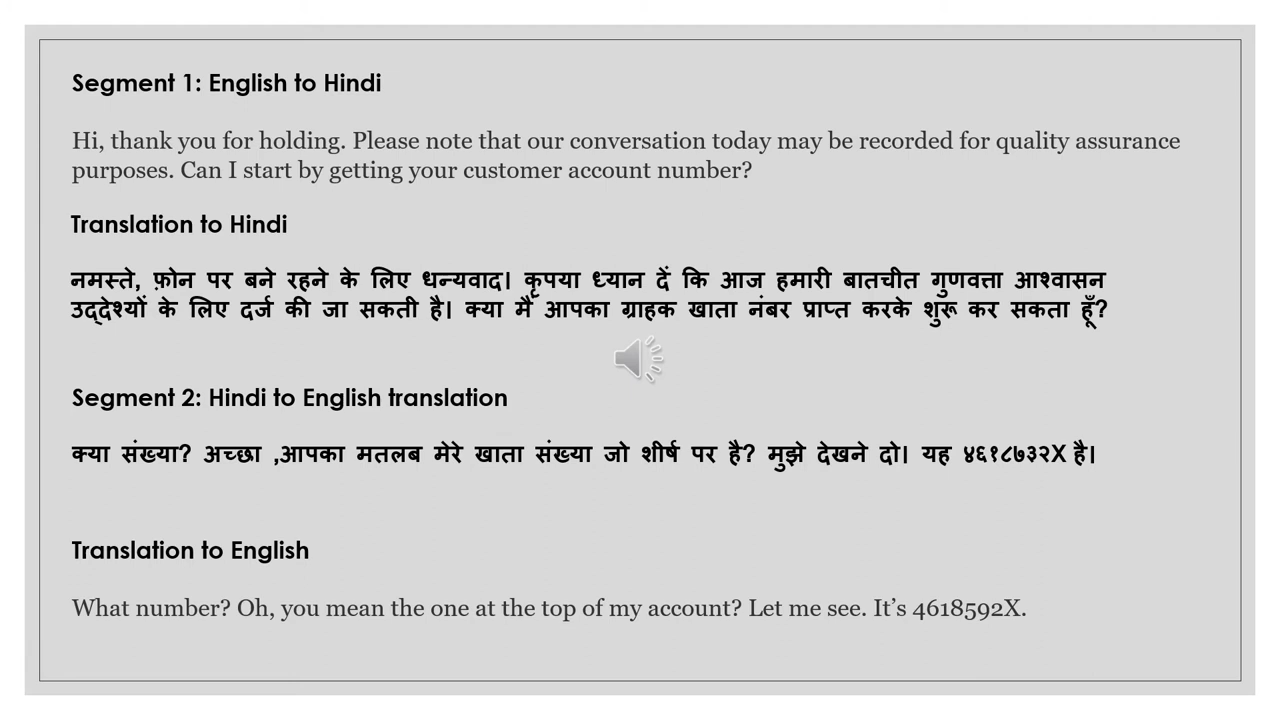 Segment 1: English to Hindi
Hi, thank you for holding. Please note that our conversation today may be recorded for quality assurance
purposes. Can I start by getting your customer account number?
Translation to Hindi
नमस्ते, फ़ोन पर बने रहने के लिए धन्यवाद। कृपया ध्यान दें कि आज हमारी बातचीत गुणवत्ता आश्वासन
उद्देश्यों के लिए दर्ज की जा सकती है। क्या मैं आपका ग्राहक खाता नंबर प्राप्त करके शुरू कर सकता हूँ?
Segment 2: Hindi to English translation
क्या संख्या? अच्छा ,आपका मतलब मेरे खाता संख्या जो शीर्ष पर है? मुझे देखने दो। यह ४६१८७३२X है।
Translation to English
What number? Oh, you mean the one at the top of my account? Let me see. It’s 4618592X.